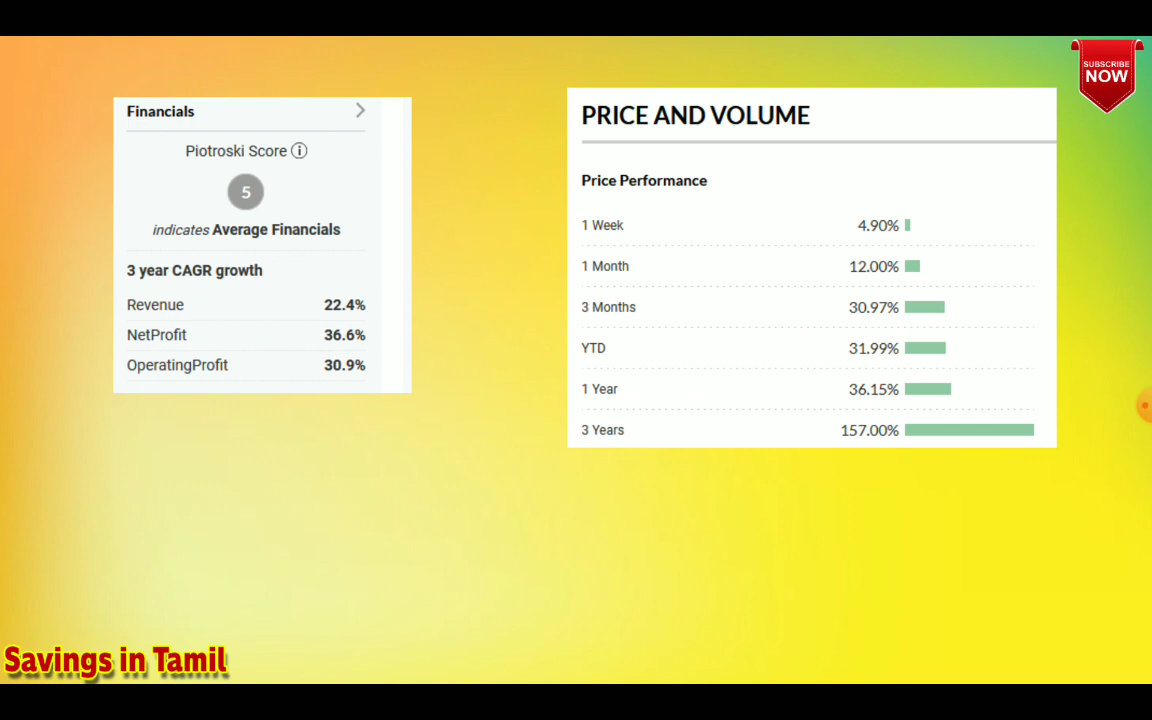 Financials
Piotroski Score
5
indicates Average Financials
3 year CAGR growth
Revenue 22.4%
NetProfit 36.6%
OperatingProfit 30.9%
PRICE AND VOLUME
Price Performance
1 Week 4.90%
1 Month 12.00%
3 Months 30.97%
YTD 31.99%
1 Year 36.15%
3 Years 157.00%
SUBSCRIBE
NOW
Savings in Tamil